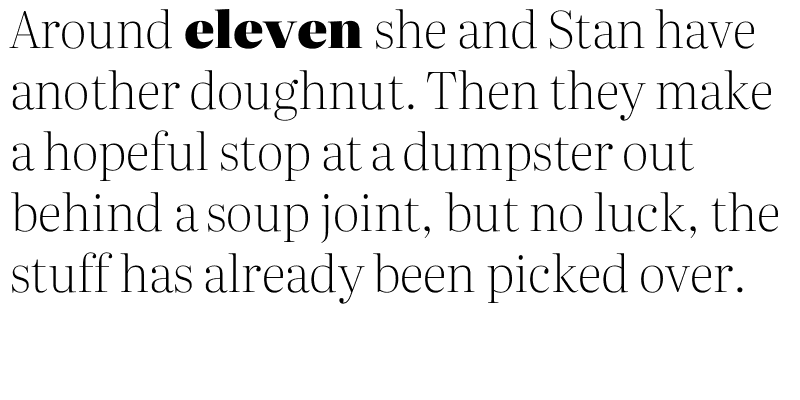 Around eleven she and Stan have
another doughnut. Then they make
a hopeful stop at a dumpster out
behind a soup joint, but no luck, the
stuff has already been picked over.